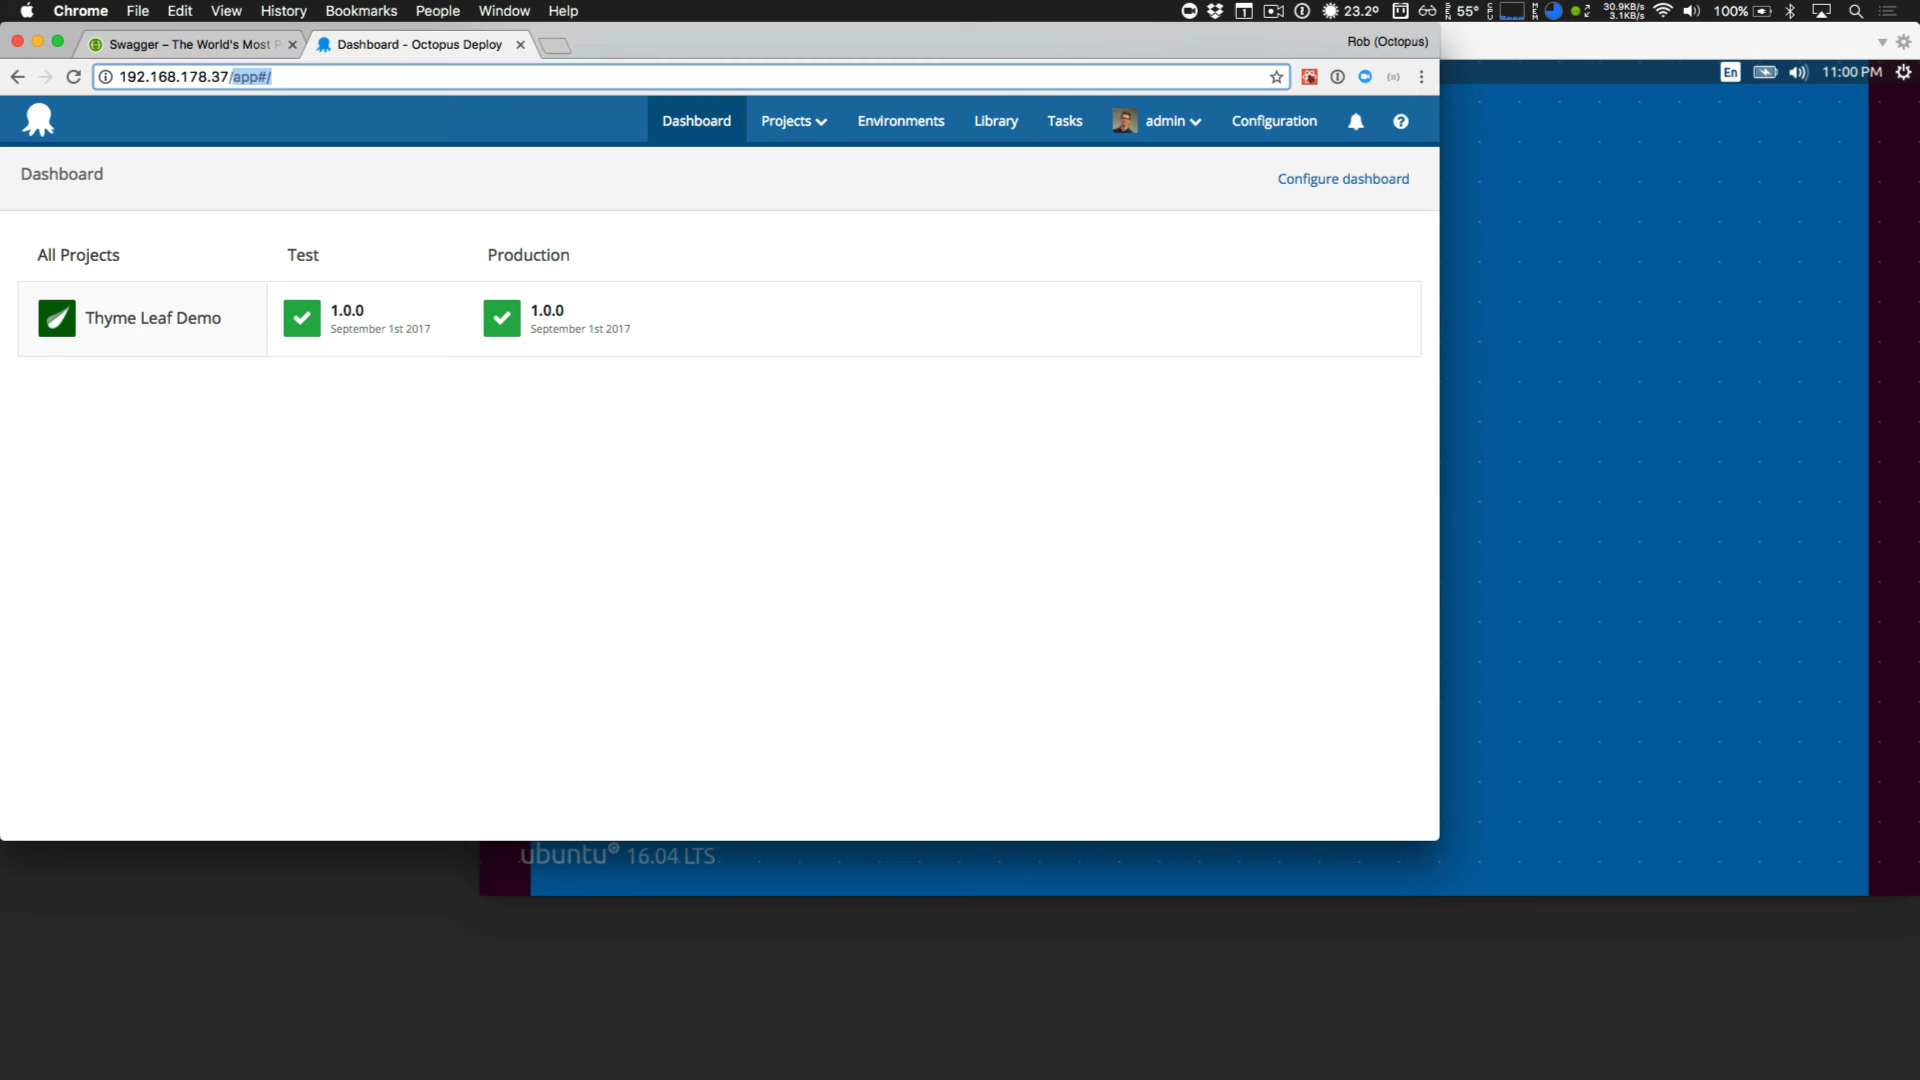 Chrome File Edit View History Bookmarks People Window Help
1 23.2° 55° 30.9KB/s 3.1KB/s 100%
Swagger – The World's Most P
Dashboard - Octopus Deploy
Rob (Octopus)
192.168.178.37/app#/
En 11:00 PM
Dashboard Projects Environments Library Tasks admin Configuration
Dashboard
Configure dashboard
All Projects Test Production
Thyme Leaf Demo
1.0.0
September 1st 2017
1.0.0
September 1st 2017
ubuntu® 16.04 LTS